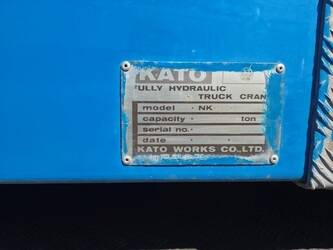 KATO
FULLY HYDRAULIC
· TRUCK CRANE
model · NK
capacity · ton
serial no. ·
date ·
KATO WORKS CO., LTD.